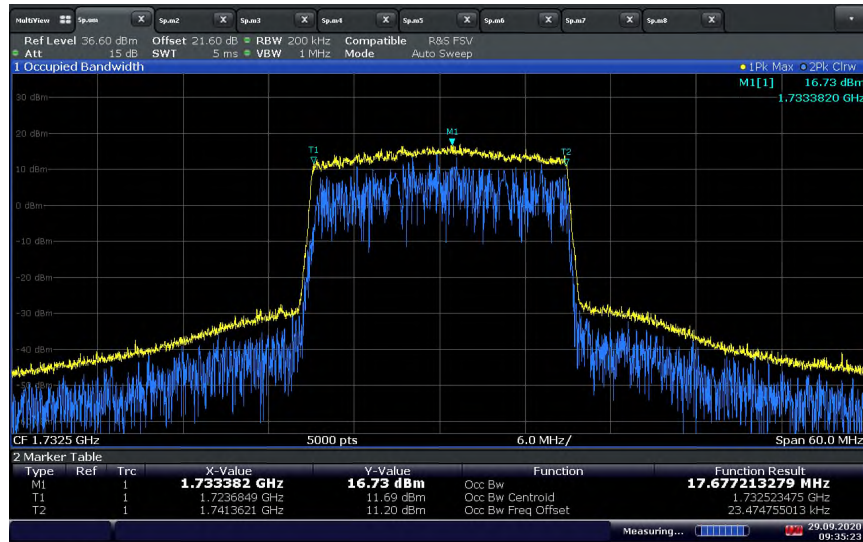 MultiView Sp.em X Sp.m2 X Sp.m3 X Sp.m4 X Sp.m5 X Sp.m6 X Sp.m7 X Sp.m8 X
Ref Level 36.60 dBm Offset 21.60 dB RBW 200 kHz Compatible R&S FSV
Att 15 dB SWT 5 ms VBW 1 MHz Mode Auto Sweep
1 Occupied Bandwidth 1Pk Max 2Pk Clrw
M1[1] 16.73 dBm
1.7333820 GHz
30 dBm
20 dBm
M1
T1 T2
10 dBm
0 dBm
-10 dBm
-20 dBm
-30 dBm
-40 dBm
-50 dBm
CF 1.7325 GHz 5000 pts 6.0 MHz/ Span 60.0 MHz
2 Marker Table
Type Ref Trc X-Value Y-Value Function Function Result
M1 1 1.733382 GHz 16.73 dBm Occ Bw 17.677213279 MHz
T1 1 1.7236849 GHz 11.69 dBm Occ Bw Centroid 1.732523475 GHz
T2 1 1.7413621 GHz 11.20 dBm Occ Bw Freq Offset 23.474755013 kHz
Measuring... 29.09.2020
09:35:23